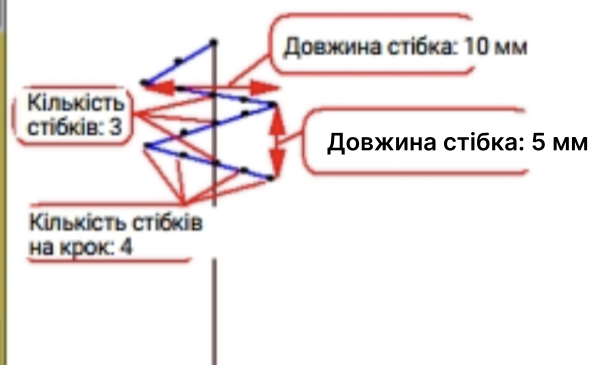 Довжина стібка: 10 мм
Кількість
стібків: 3
Довжина стібка: 5 мм
Кількість стібків
на крок: 4